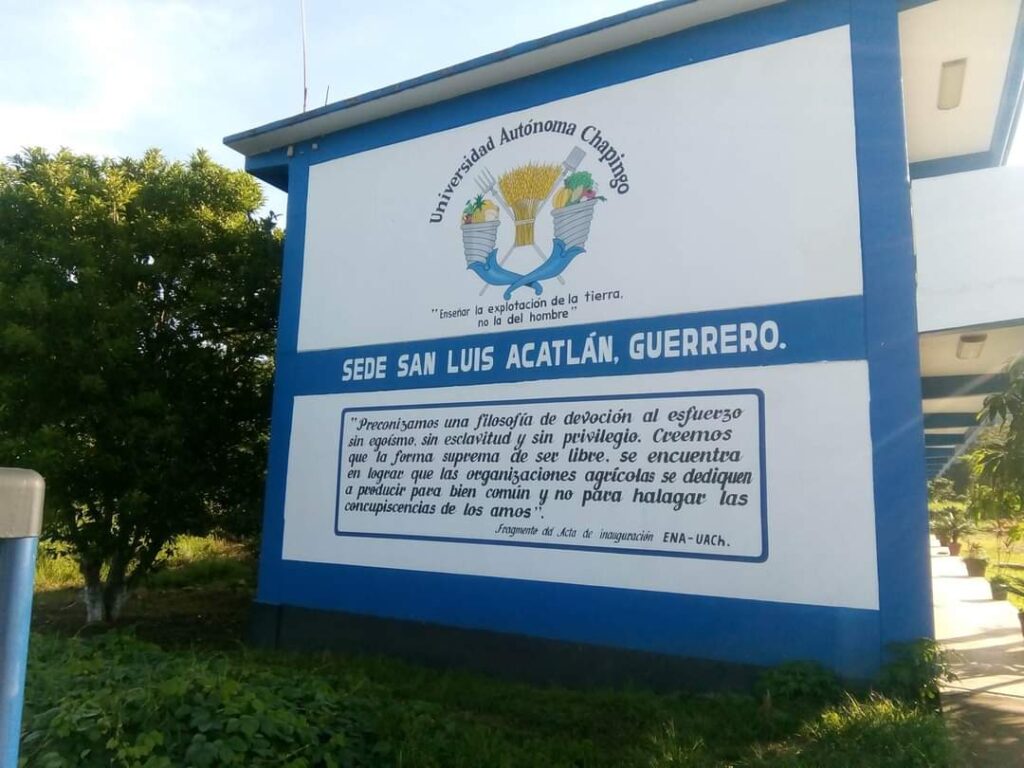 Universidad Autónoma Chapingo
"Enseñar la explotación de la tierra,
no la del hombre"
SEDE SAN LUIS ACATLÁN, GUERRERO.
"Preconizamos una filosofía de devoción al esfuerzo
sin egoísmo, sin esclavitud y sin privilegio. Creemos
que la forma suprema de ser libre, se encuentra
en lograr que las organizaciones agrícolas se dediquen
a producir para bien común y no para halagar las
concupiscencias de los amos".
Fragmento del Acta de inauguración ENA-UACh.